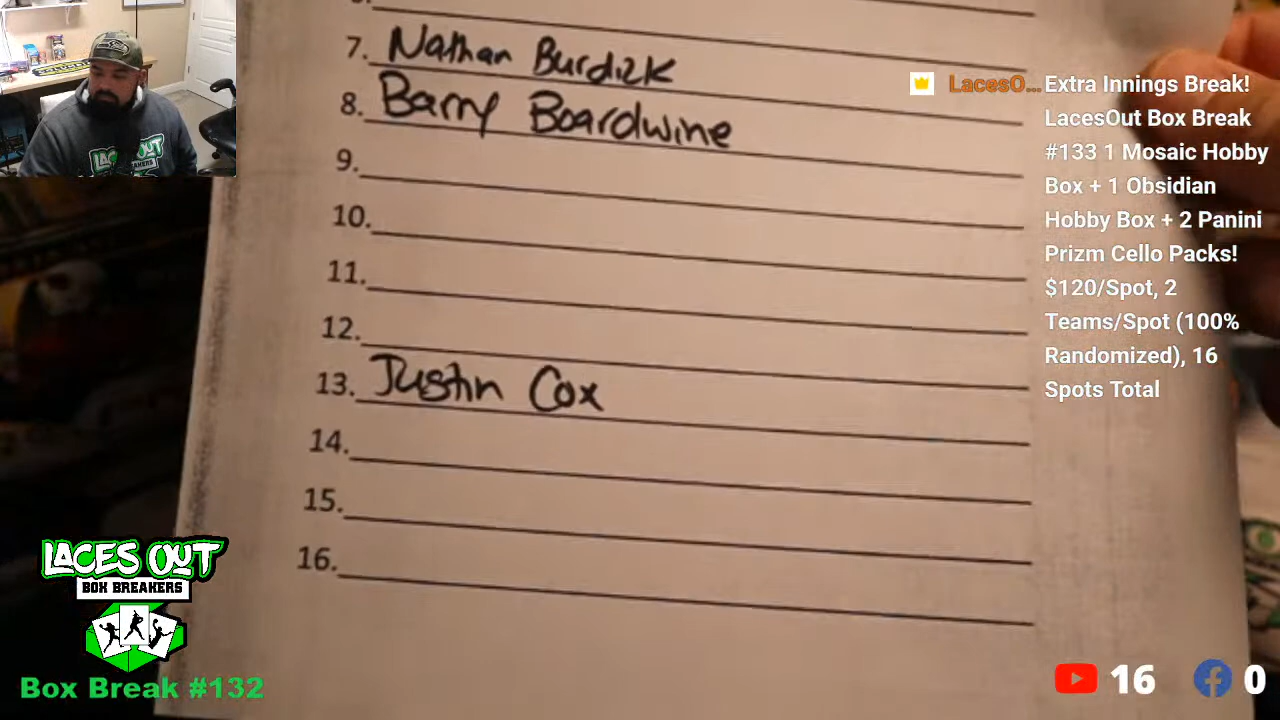 7. Nathan Burdick
8. Barry Boardwine
9.
10.
11.
12.
13. Justin Cox
14.
15.
16.
LacesO... Extra Innings Break!
LacesOut Box Break
#133 1 Mosaic Hobby
Box + 1 Obsidian
Hobby Box + 2 Panini
Prizm Cello Packs!
$120/Spot, 2
Teams/Spot (100%
Randomized), 16
Spots Total
LACES OUT
LACES OUT
BOX BREAKERS
Box Break #132
16
0